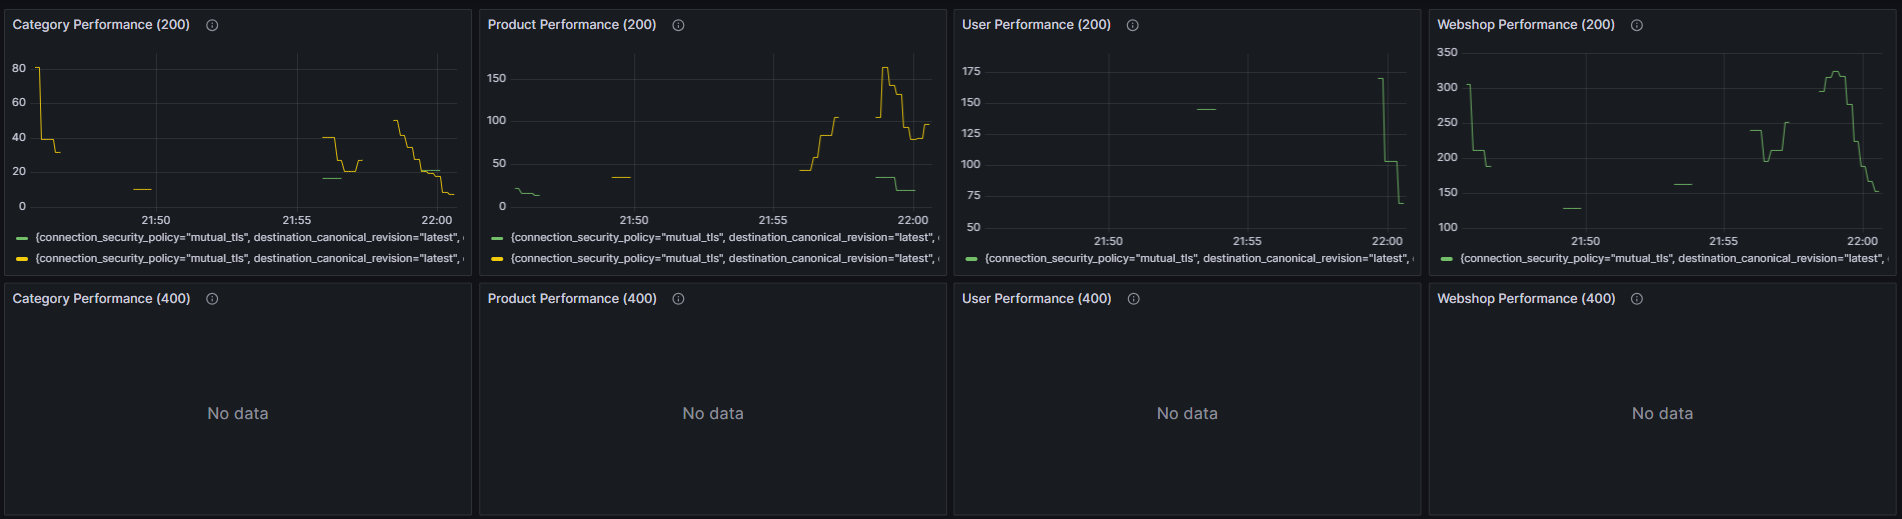 Category Performance (200)
80
60
40
20
0
21:50 21:55 22:00
{connection_security_policy="mutual_tls", destination_canonical_revision="latest",
{connection_security_policy="mutual_tls", destination_canonical_revision="latest",
Product Performance (200)
150
100
50
0
21:50 21:55 22:00
{connection_security_policy="mutual_tls", destination_canonical_revision="latest",
{connection_security_policy="mutual_tls", destination_canonical_revision="latest",
User Performance (200)
175
150
125
100
75
50
21:50 21:55 22:00
{connection_security_policy="mutual_tls", destination_canonical_revision="latest",
Webshop Performance (200)
350
300
250
200
150
100
21:50 21:55 22:00
{connection_security_policy="mutual_tls", destination_canonical_revision="latest",
Category Performance (400)
No data
Product Performance (400)
No data
User Performance (400)
No data
Webshop Performance (400)
No data